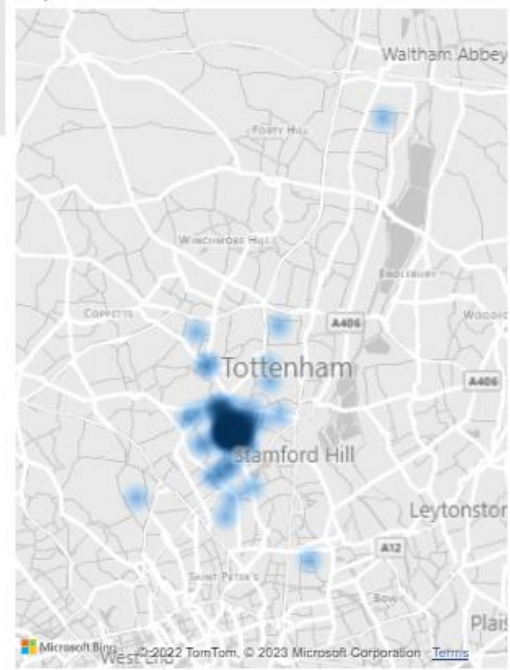 Waltham Abbey
FORTY HILL
WINCHMORE HILL
ENDLEBURY
COPPETTS
A406
Tottenham
A406
Stamford Hill
Leytonstor
A12
SAINT PETER'S
BOW
Plais
Microsoft Bing
West End
© 2022 TomTom, © 2023 Microsoft Corporation Terms